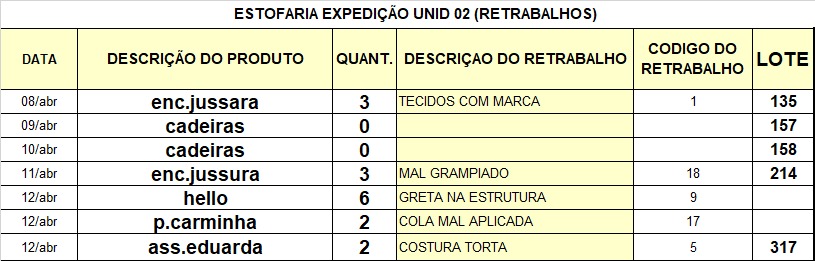 ESTOFARIA EXPEDIÇÃO UNID 02 (RETRABALHOS)
DATA DESCRIÇÃO DO PRODUTO QUANT. DESCRIÇAO DO RETRABALHO CODIGO DO RETRABALHO LOTE
08/abr enc.jussara 3 TECIDOS COM MARCA 1 135
09/abr cadeiras 0 157
10/abr cadeiras 0 158
11/abr enc.jussura 3 MAL GRAMPIADO 18 214
12/abr hello 6 GRETA NA ESTRUTURA 9
12/abr p.carminha 2 COLA MAL APLICADA 17
12/abr ass.eduarda 2 COSTURA TORTA 5 317